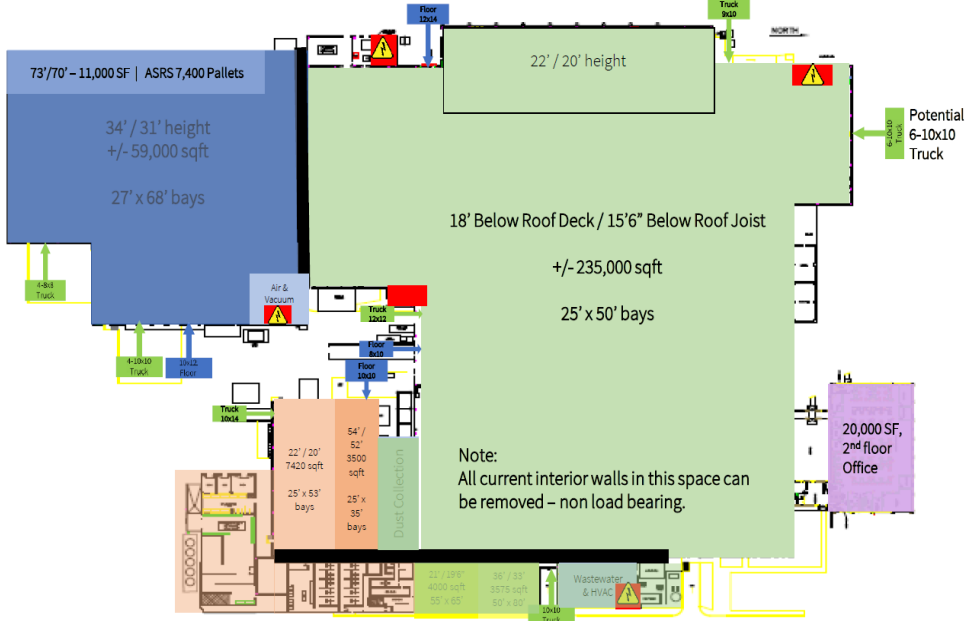 Floor
12x14
Truck
9x10
NORTH
73'/70' – 11,000 SF | ASRS 7,400 Pallets
22' / 20' height
34' / 31' height
+/- 59,000 sqft
27' x 68' bays
6-10x10
Truck
Potential
6-10x10
Truck
18' Below Roof Deck / 15'6" Below Roof Joist
+/- 235,000 sqft
25' x 50' bays
4-8x8
Truck
Air &
Vacuum
Truck
12x12
Floor
8x10
4-10x10
Truck
10x12,
Floor
Floor
10x10
Truck
10x14
22' / 20'
7420 sqft
25' x 53'
bays
54' /
52'
3500
sqft
25' x
35'
bays
Dust Collection
Note:
All current interior walls in this space can
be removed – non load bearing.
20,000 SF,
2nd floor
Office
21' / 19'6"
4000 sqft
55' x 65'
36' / 33'
3575 sqft
50' x 80'
10x10
Truck
Wastewater
& HVAC